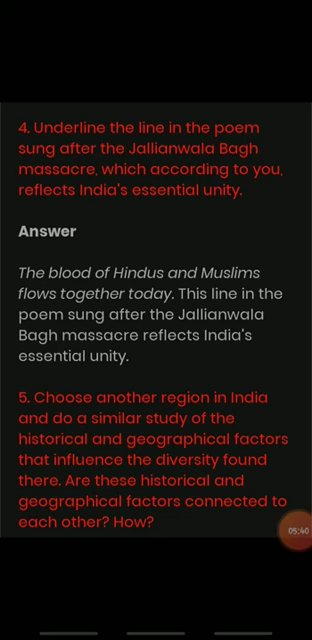 4. Underline the line in the poem
sung after the Jallianwala Bagh
massacre, which according to you,
reflects India's essential unity.
Answer
The blood of Hindus and Muslims
flows together today. This line in the
poem sung after the Jallianwala
Bagh massacre reflects India's
essential unity.
5. Choose another region in India
and do a similar study of the
historical and geographical factors
that influence the diversity found
there. Are these historical and
geographical factors connected to
each other? How?
05:40